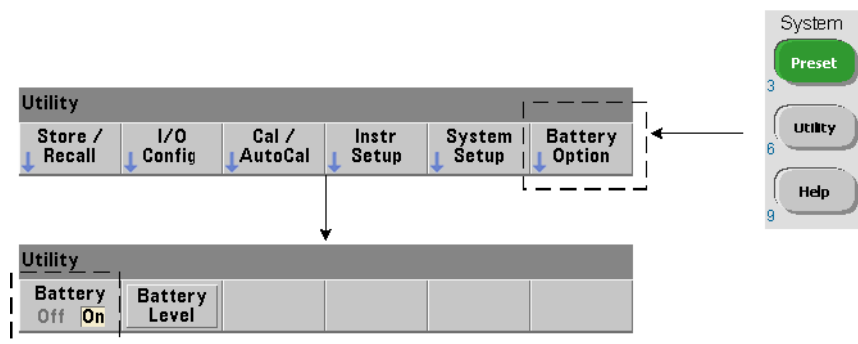 System
Preset
3
Utility
6
Help
9
Utility
Store / Recall
I/O Config
Cal / AutoCal
Instr Setup
System Setup
Battery Option
Utility
Battery
Off On
Battery Level